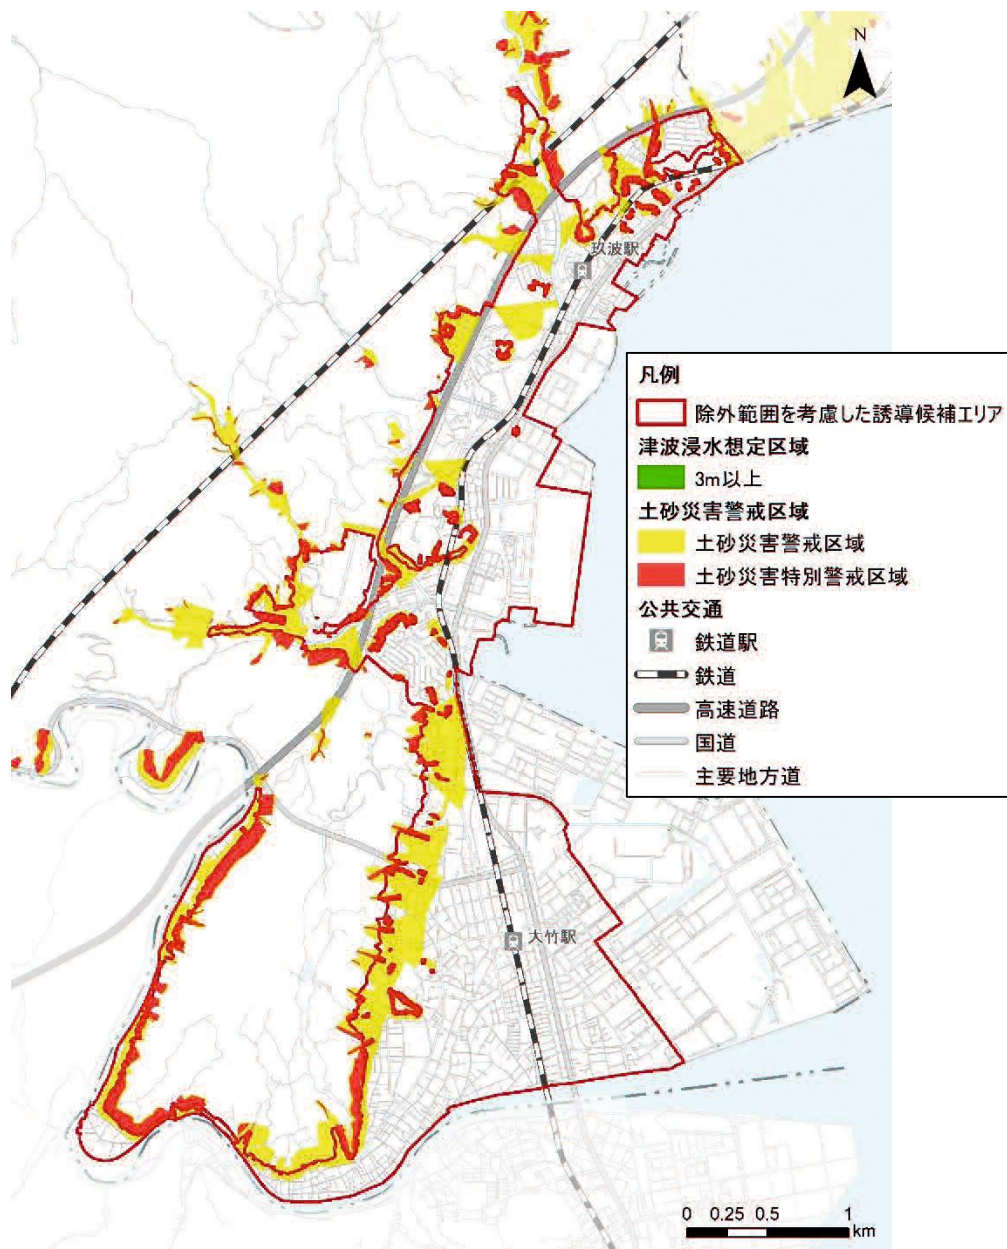 N
玖波駅
凡例
除外範囲を考慮した誘導候補エリア
津波浸水想定区域
3m以上
土砂災害警戒区域
土砂災害警戒区域
土砂災害特別警戒区域
公共交通
鉄道駅
鉄道
高速道路
国道
主要地方道
大竹駅
0 0.25 0.5 1
km